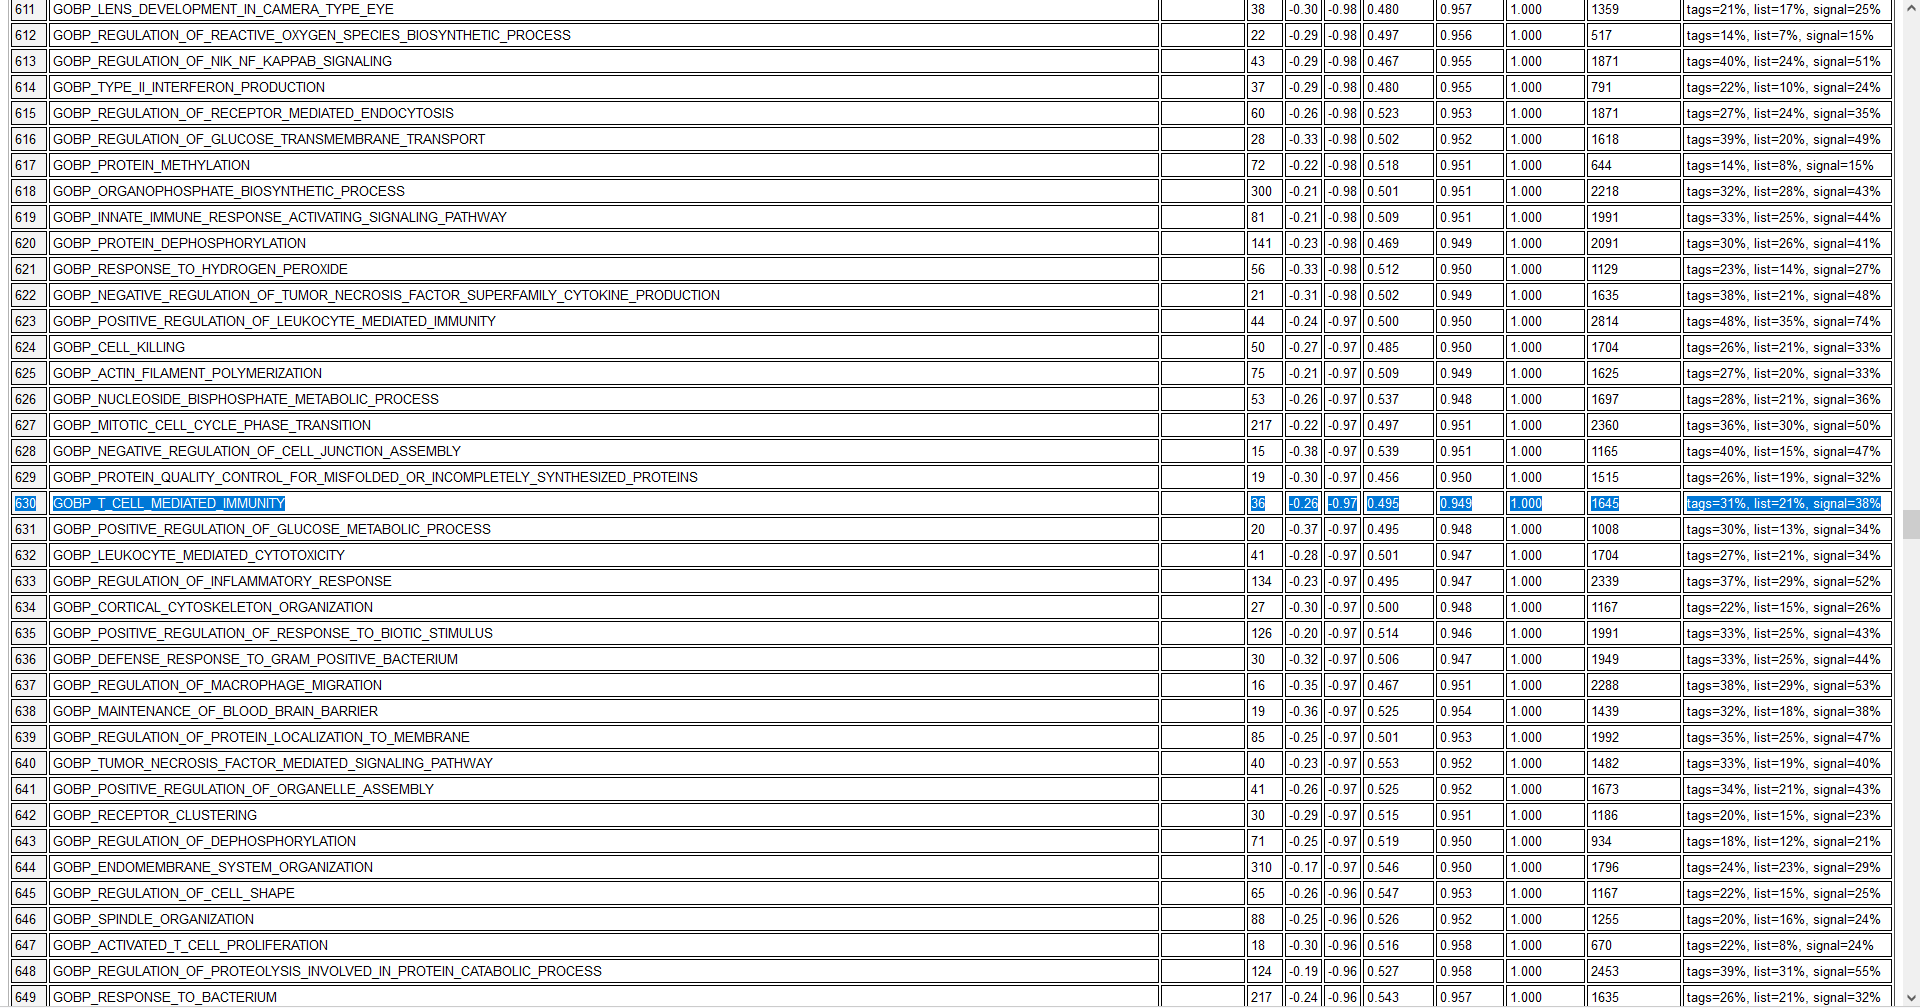 611 GOBP_LENS_DEVELOPMENT_IN_CAMERA_TYPE_EYE 38 -0.30 -0.98 0.480 0.957 1.000 1359 tags=21%, list=17%, signal=25%
612 GOBP_REGULATION_OF_REACTIVE_OXYGEN_SPECIES_BIOSYNTHETIC_PROCESS 22 -0.29 -0.98 0.497 0.956 1.000 517 tags=14%, list=7%, signal=15%
613 GOBP_REGULATION_OF_NIK_NF_KAPPAB_SIGNALING 43 -0.29 -0.98 0.467 0.955 1.000 1871 tags=40%, list=24%, signal=51%
614 GOBP_TYPE_II_INTERFERON_PRODUCTION 37 -0.29 -0.98 0.480 0.955 1.000 791 tags=22%, list=10%, signal=24%
615 GOBP_REGULATION_OF_RECEPTOR_MEDIATED_ENDOCYTOSIS 60 -0.26 -0.98 0.523 0.953 1.000 1871 tags=27%, list=24%, signal=35%
616 GOBP_REGULATION_OF_GLUCOSE_TRANSMEMBRANE_TRANSPORT 28 -0.33 -0.98 0.502 0.952 1.000 1618 tags=39%, list=20%, signal=49%
617 GOBP_PROTEIN_METHYLATION 72 -0.22 -0.98 0.518 0.951 1.000 644 tags=14%, list=8%, signal=15%
618 GOBP_ORGANOPHOSPHATE_BIOSYNTHETIC_PROCESS 300 -0.21 -0.98 0.501 0.951 1.000 2218 tags=32%, list=28%, signal=43%
619 GOBP_INNATE_IMMUNE_RESPONSE_ACTIVATING_SIGNALING_PATHWAY 81 -0.21 -0.98 0.509 0.951 1.000 1991 tags=33%, list=25%, signal=44%
620 GOBP_PROTEIN_DEPHOSPHORYLATION 141 -0.23 -0.98 0.469 0.949 1.000 2091 tags=30%, list=26%, signal=41%
621 GOBP_RESPONSE_TO_HYDROGEN_PEROXIDE 56 -0.33 -0.98 0.512 0.950 1.000 1129 tags=23%, list=14%, signal=27%
622 GOBP_NEGATIVE_REGULATION_OF_TUMOR_NECROSIS_FACTOR_SUPERFAMILY_CYTOKINE_PRODUCTION 21 -0.31 -0.98 0.502 0.949 1.000 1635 tags=38%, list=21%, signal=48%
623 GOBP_POSITIVE_REGULATION_OF_LEUKOCYTE_MEDIATED_IMMUNITY 44 -0.24 -0.97 0.500 0.950 1.000 2814 tags=48%, list=35%, signal=74%
624 GOBP_CELL_KILLING 50 -0.27 -0.97 0.485 0.950 1.000 1704 tags=26%, list=21%, signal=33%
625 GOBP_ACTIN_FILAMENT_POLYMERIZATION 75 -0.21 -0.97 0.509 0.949 1.000 1625 tags=27%, list=20%, signal=33%
626 GOBP_NUCLEOSIDE_BISPHOSPHATE_METABOLIC_PROCESS 53 -0.26 -0.97 0.537 0.948 1.000 1697 tags=28%, list=21%, signal=36%
627 GOBP_MITOTIC_CELL_CYCLE_PHASE_TRANSITION 217 -0.22 -0.97 0.497 0.951 1.000 2360 tags=36%, list=30%, signal=50%
628 GOBP_NEGATIVE_REGULATION_OF_CELL_JUNCTION_ASSEMBLY 15 -0.38 -0.97 0.539 0.951 1.000 1165 tags=40%, list=15%, signal=47%
629 GOBP_PROTEIN_QUALITY_CONTROL_FOR_MISFOLDED_OR_INCOMPLETELY_SYNTHESIZED_PROTEINS 19 -0.30 -0.97 0.456 0.950 1.000 1515 tags=26%, list=19%, signal=32%
630 GOBP_T_CELL_MEDIATED_IMMUNITY 36 -0.26 -0.97 0.495 0.949 1.000 1645 tags=31%, list=21%, signal=38%
631 GOBP_POSITIVE_REGULATION_OF_GLUCOSE_METABOLIC_PROCESS 20 -0.37 -0.97 0.495 0.948 1.000 1008 tags=30%, list=13%, signal=34%
632 GOBP_LEUKOCYTE_MEDIATED_CYTOTOXICITY 41 -0.28 -0.97 0.501 0.947 1.000 1704 tags=27%, list=21%, signal=34%
633 GOBP_REGULATION_OF_INFLAMMATORY_RESPONSE 134 -0.23 -0.97 0.495 0.947 1.000 2339 tags=37%, list=29%, signal=52%
634 GOBP_CORTICAL_CYTOSKELETON_ORGANIZATION 27 -0.30 -0.97 0.500 0.948 1.000 1167 tags=22%, list=15%, signal=26%
635 GOBP_POSITIVE_REGULATION_OF_RESPONSE_TO_BIOTIC_STIMULUS 126 -0.20 -0.97 0.514 0.946 1.000 1991 tags=33%, list=25%, signal=43%
636 GOBP_DEFENSE_RESPONSE_TO_GRAM_POSITIVE_BACTERIUM 30 -0.32 -0.97 0.506 0.947 1.000 1949 tags=33%, list=25%, signal=44%
637 GOBP_REGULATION_OF_MACROPHAGE_MIGRATION 16 -0.35 -0.97 0.467 0.951 1.000 2288 tags=38%, list=29%, signal=53%
638 GOBP_MAINTENANCE_OF_BLOOD_BRAIN_BARRIER 19 -0.36 -0.97 0.525 0.954 1.000 1439 tags=32%, list=18%, signal=38%
639 GOBP_REGULATION_OF_PROTEIN_LOCALIZATION_TO_MEMBRANE 85 -0.25 -0.97 0.501 0.953 1.000 1992 tags=35%, list=25%, signal=47%
640 GOBP_TUMOR_NECROSIS_FACTOR_MEDIATED_SIGNALING_PATHWAY 40 -0.23 -0.97 0.553 0.952 1.000 1482 tags=33%, list=19%, signal=40%
641 GOBP_POSITIVE_REGULATION_OF_ORGANELLE_ASSEMBLY 41 -0.26 -0.97 0.525 0.952 1.000 1673 tags=34%, list=21%, signal=43%
642 GOBP_RECEPTOR_CLUSTERING 30 -0.29 -0.97 0.515 0.951 1.000 1186 tags=20%, list=15%, signal=23%
643 GOBP_REGULATION_OF_DEPHOSPHORYLATION 71 -0.25 -0.97 0.519 0.950 1.000 934 tags=18%, list=12%, signal=21%
644 GOBP_ENDOMEMBRANE_SYSTEM_ORGANIZATION 310 -0.17 -0.97 0.546 0.950 1.000 1796 tags=24%, list=23%, signal=29%
645 GOBP_REGULATION_OF_CELL_SHAPE 65 -0.26 -0.96 0.547 0.953 1.000 1167 tags=22%, list=15%, signal=25%
646 GOBP_SPINDLE_ORGANIZATION 88 -0.25 -0.96 0.526 0.952 1.000 1255 tags=20%, list=16%, signal=24%
647 GOBP_ACTIVATED_T_CELL_PROLIFERATION 18 -0.30 -0.96 0.516 0.958 1.000 670 tags=22%, list=8%, signal=24%
648 GOBP_REGULATION_OF_PROTEOLYSIS_INVOLVED_IN_PROTEIN_CATABOLIC_PROCESS 124 -0.19 -0.96 0.527 0.958 1.000 2453 tags=39%, list=31%, signal=55%
649 GOBP_RESPONSE_TO_BACTERIUM 217 -0.24 -0.96 0.543 0.957 1.000 1635 tags=26%, list=21%, signal=32%